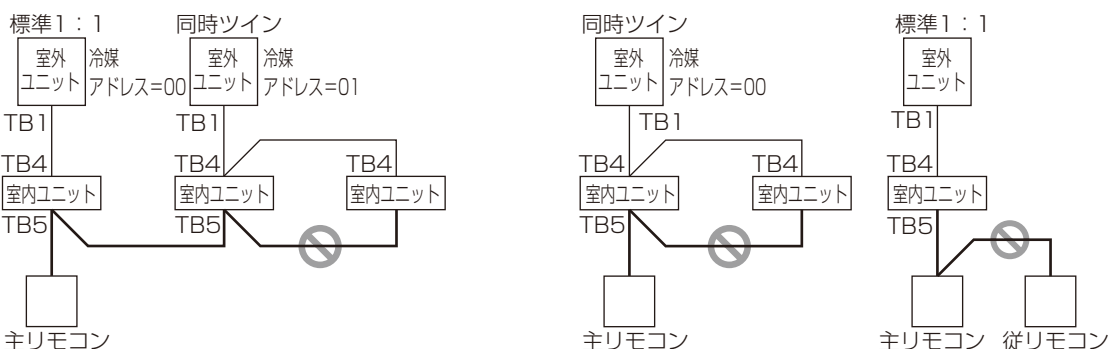 標準1：1
同時ツイン
室外
ユニット
冷媒
アドレス=00
室外
ユニット
冷媒
アドレス=01
TB1
TB1
TB4
TB4
TB4
室内ユニット
室内ユニット
室内ユニット
TB5
TB5
主リモコン
同時ツイン
室外
ユニット
冷媒
アドレス=00
TB1
TB4
TB4
室内ユニット
室内ユニット
TB5
主リモコン
標準1：1
室外
ユニット
TB1
TB4
室内ユニット
TB5
主リモコン
従リモコン